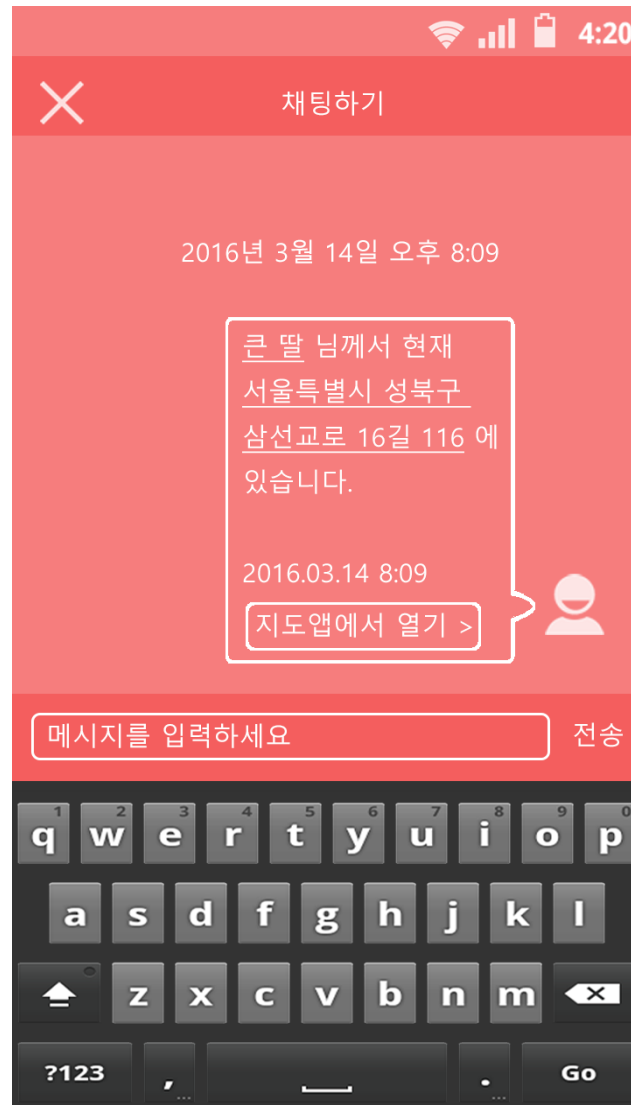 4:20
채팅하기
2016년 3월 14일 오후 8:09
큰 딸 님께서 현재
서울특별시 성북구
삼선교로 16길 116 에
있습니다.
2016.03.14 8:09
지도앱에서 열기 >
메시지를 입력하세요 전송
1 2 3 4 5 6 7 8 9 0
q w e r t y u i o p
a s d f g h j k l
z x c v b n m
?123 , ... . ... Go